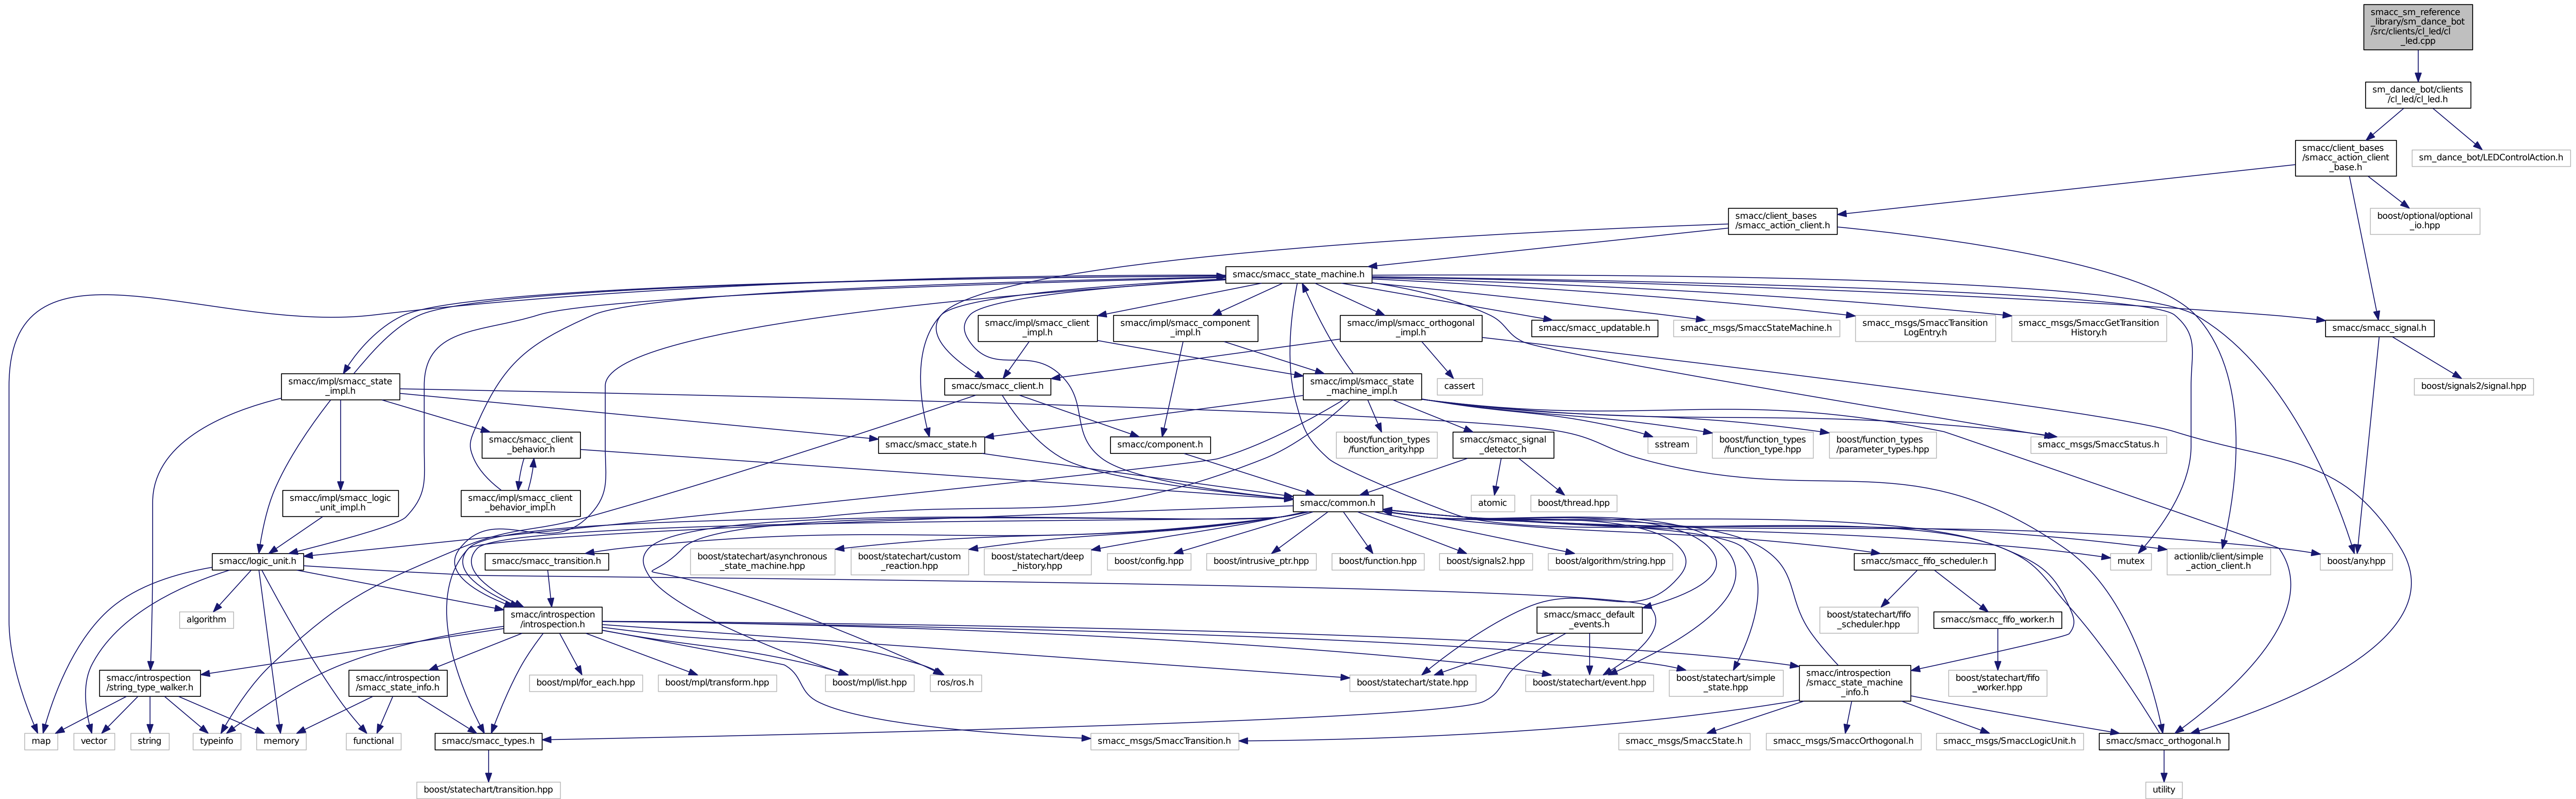 smacc_sm_reference
_library/sm_dance_bot
/src/clients/cl_led/cl
_led.cpp
sm_dance_bot/clients
/cl_led/cl_led.h
smacc/client_bases
/smacc_action_client
_base.h
sm_dance_bot/LEDControlAction.h
smacc/client_bases
/smacc_action_client.h
boost/optional/optional
_io.hpp
smacc/smacc_state_machine.h
smacc/impl/smacc_client
_impl.h
smacc/impl/smacc_component
_impl.h
smacc/impl/smacc_orthogonal
_impl.h
smacc/smacc_updatable.h
smacc_msgs/SmaccStateMachine.h
smacc_msgs/SmaccTransition
LogEntry.h
smacc_msgs/SmaccGetTransition
History.h
smacc/smacc_signal.h
smacc/impl/smacc_state
_impl.h
smacc/smacc_client.h
smacc/impl/smacc_state
_machine_impl.h
cassert
boost/signals2/signal.hpp
smacc/smacc_client
_behavior.h
smacc/smacc_state.h
smacc/component.h
boost/function_types
/function_arity.hpp
smacc/smacc_signal
_detector.h
sstream
boost/function_types
/function_type.hpp
boost/function_types
/parameter_types.hpp
smacc_msgs/SmaccStatus.h
smacc/impl/smacc_logic
_unit_impl.h
smacc/impl/smacc_client
_behavior_impl.h
smacc/common.h
atomic
boost/thread.hpp
smacc/logic_unit.h
smacc/smacc_transition.h
boost/statechart/asynchronous
_state_machine.hpp
boost/statechart/custom
_reaction.hpp
boost/statechart/deep
_history.hpp
boost/config.hpp
boost/intrusive_ptr.hpp
boost/function.hpp
boost/signals2.hpp
boost/algorithm/string.hpp
smacc/smacc_fifo_scheduler.h
mutex
actionlib/client/simple
_action_client.h
boost/any.hpp
algorithm
smacc/introspection
/introspection.h
smacc/smacc_default
_events.h
boost/statechart/fifo
_scheduler.hpp
smacc/smacc_fifo_worker.h
smacc/introspection
/string_type_walker.h
smacc/introspection
/smacc_state_info.h
boost/mpl/for_each.hpp
boost/mpl/transform.hpp
boost/mpl/list.hpp
ros/ros.h
boost/statechart/state.hpp
boost/statechart/event.hpp
boost/statechart/simple
_state.hpp
smacc/introspection
/smacc_state_machine
_info.h
boost/statechart/fifo
_worker.hpp
map
vector
string
typeinfo
memory
functional
smacc/smacc_types.h
smacc_msgs/SmaccTransition.h
smacc_msgs/SmaccState.h
smacc_msgs/SmaccOrthogonal.h
smacc_msgs/SmaccLogicUnit.h
smacc/smacc_orthogonal.h
boost/statechart/transition.hpp
utility